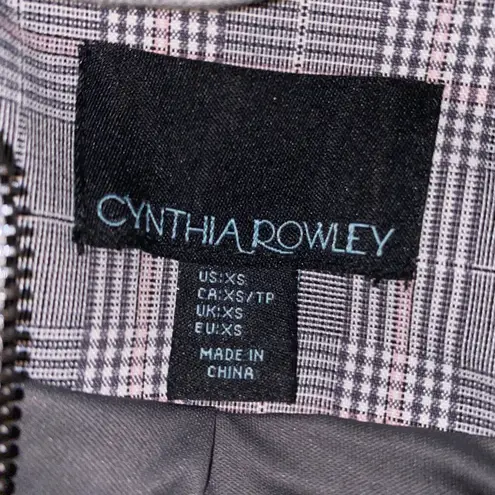 CYNTHIA ROWLEY
US:XS
CA:XS/TP
UK:XS
EU:XS
MADE IN
CHINA